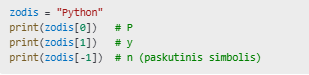 zodis = "Python"
print(zodis[0])   # P
print(zodis[1])   # y
print(zodis[-1])  # n (paskutinis simbolis)